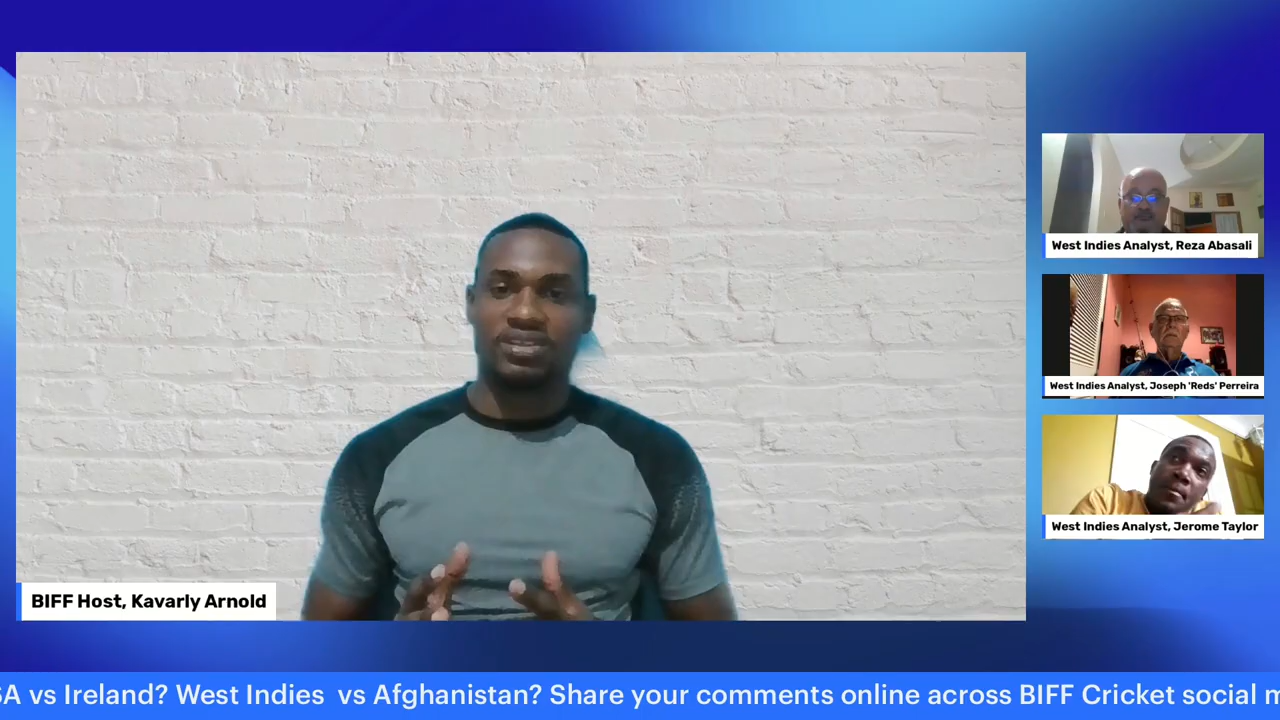 West Indies Analyst, Reza Abasali
West Indies Analyst, Joseph 'Reds' Perreira
West Indies Analyst, Jerome Taylor
BIFF Host, Kavarly Arnold
SA vs Ireland? West Indies vs Afghanistan? Share your comments online across BIFF Cricket social m